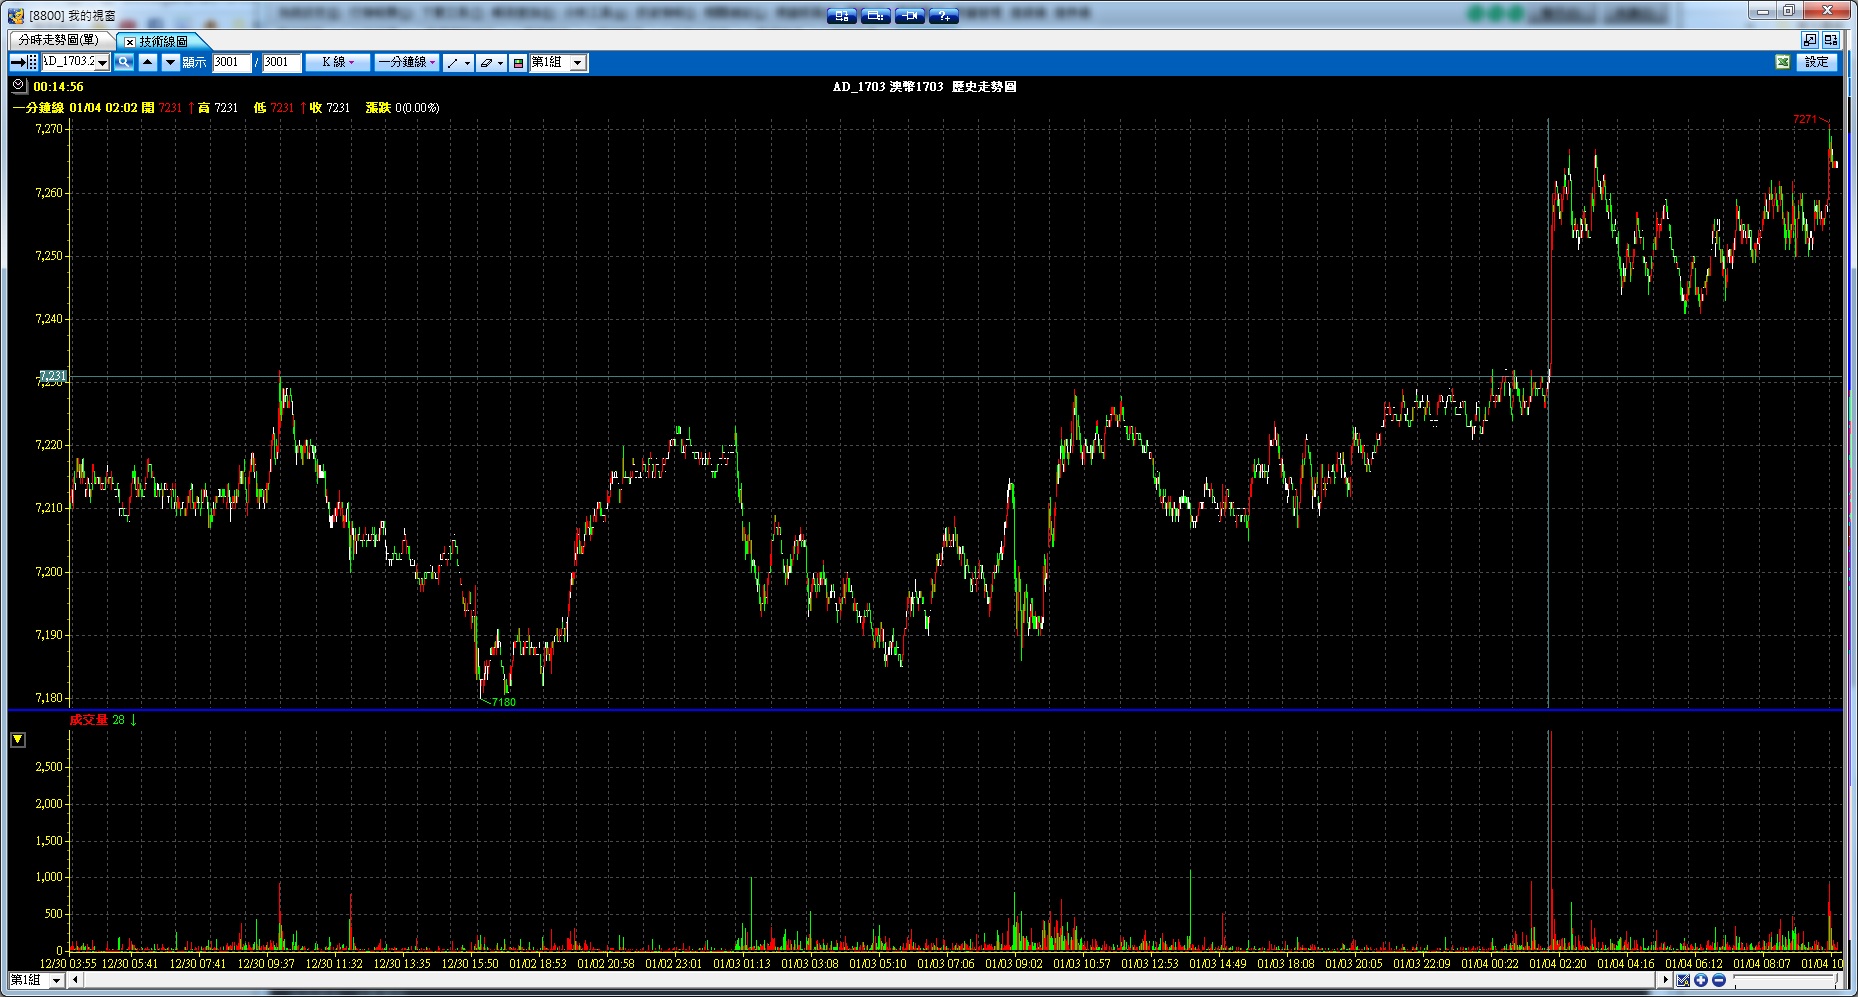 [8800] 我的視窗
分時走勢圖(單)
技術線圖
AD_1703.2 顯示 3001 / 3001 K 線 一分鐘線 第1組 設定
00:14:56 AD_1703 澳幣1703 歷史走勢圖
一分鐘線 01/04 02:02 開 7231 ↑ 高 7231 低 7231 ↑ 收 7231 漲跌 0(0.00%)
7271
7,270
7,260
7,250
7,240
7,231
7,230
7,220
7,210
7,200
7,190
7,180
7180
成交量 28 ↓
2,500
2,000
1,500
1,000
500
0
12/30 03:55 12/30 05:41 12/30 07:41 12/30 09:37 12/30 11:32 12/30 13:35 12/30 15:50 01/02 18:53 01/02 20:58 01/02 23:01 01/03 01:13 01/03 03:08 01/03 05:10 01/03 07:06 01/03 09:02 01/03 10:57 01/03 12:53 01/03 14:49 01/03 18:08 01/03 20:05 01/03 22:09 01/04 00:22 01/04 02:20 01/04 04:16 01/04 06:12 01/04 08:07 01/04 10
第1組